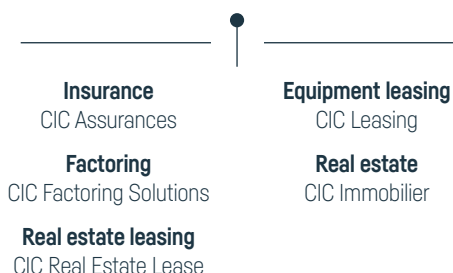 Insurance
CIC Assurances
Factoring
CIC Factoring Solutions
Real estate leasing
CIC Real Estate Lease
Equipment leasing
CIC Leasing
Real estate
CIC Immobilier